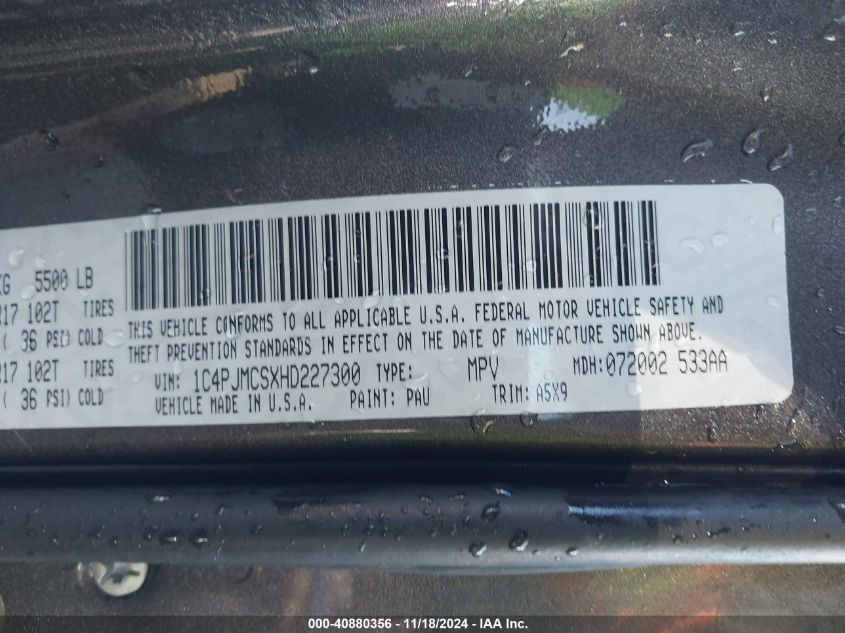 KG 5500 LB
R17 102T TIRES
( 36 PSI) COLD
R17 102T TIRES
( 36 PSI) COLD
THIS VEHICLE CONFORMS TO ALL APPLICABLE U.S.A. FEDERAL MOTOR VEHICLE SAFETY AND
THEFT PREVENTION STANDARDS IN EFFECT ON THE DATE OF MANUFACTURE SHOWN ABOVE.
VIN: 1C4PJMCSXHD227300 TYPE: MPV MDH:072002 533AA
VEHICLE MADE IN U.S.A. PAINT: PAU TRIM: A5X9
000-40880356 - 11/18/2024 - IAA Inc.